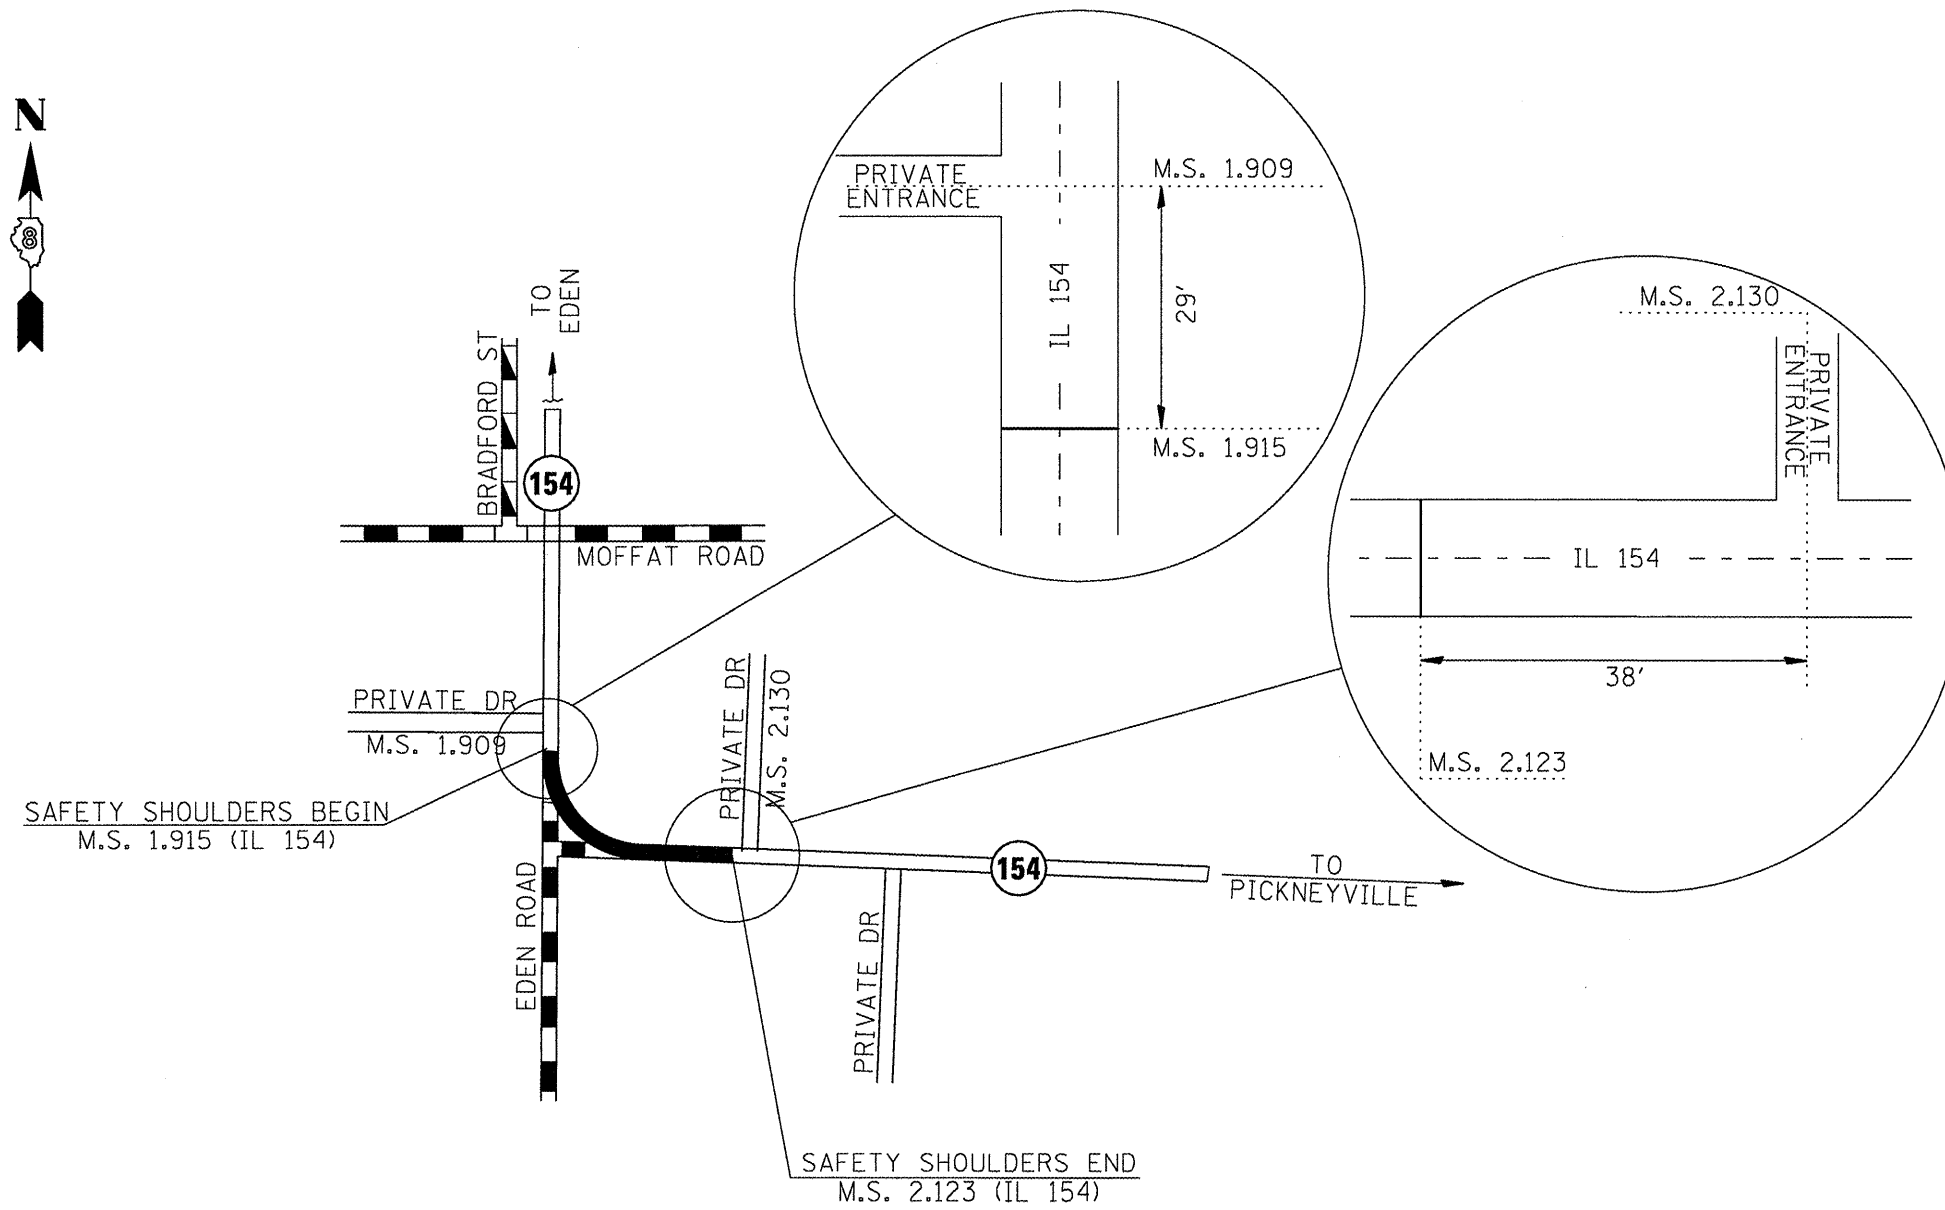 N
88
TO
EDEN
BRADFORD ST
154
MOFFAT ROAD
PRIVATE DR
M.S. 1.909
SAFETY SHOULDERS BEGIN
M.S. 1.915 (IL 154)
EDEN ROAD
PRIVATE DR
M.S. 2.130
154
TO
PICKNEYVILLE
PRIVATE DR
SAFETY SHOULDERS END
M.S. 2.123 (IL 154)
PRIVATE
ENTRANCE
M.S. 1.909
IL 154
29'
M.S. 1.915
M.S. 2.130
PRIVATE
ENTRANCE
IL 154
38'
M.S. 2.123